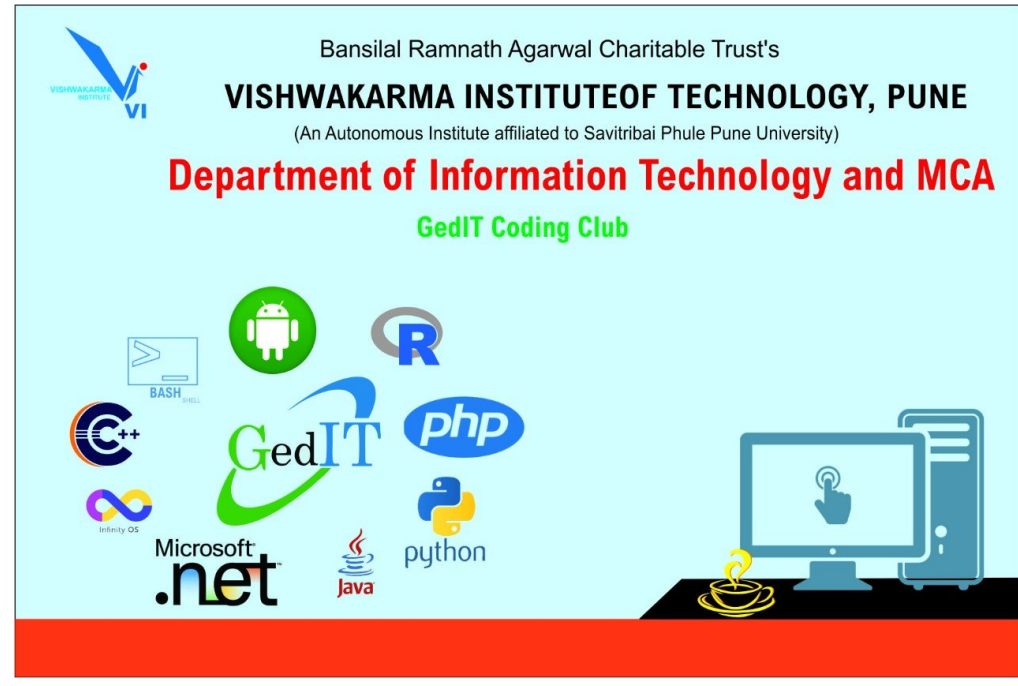 Bansilal Ramnath Agarwal Charitable Trust's
VISHWAKARMA INSTITUTE
VI
VISHWAKARMA INSTITUTEOF TECHNOLOGY, PUNE
(An Autonomous Institute affiliated to Savitribai Phule Pune University)
Department of Information Technology and MCA
GedIT Coding Club
R
BASH SHELL
C C++
GedIT
php
Infinity OS
python
Microsoft
.net
Java